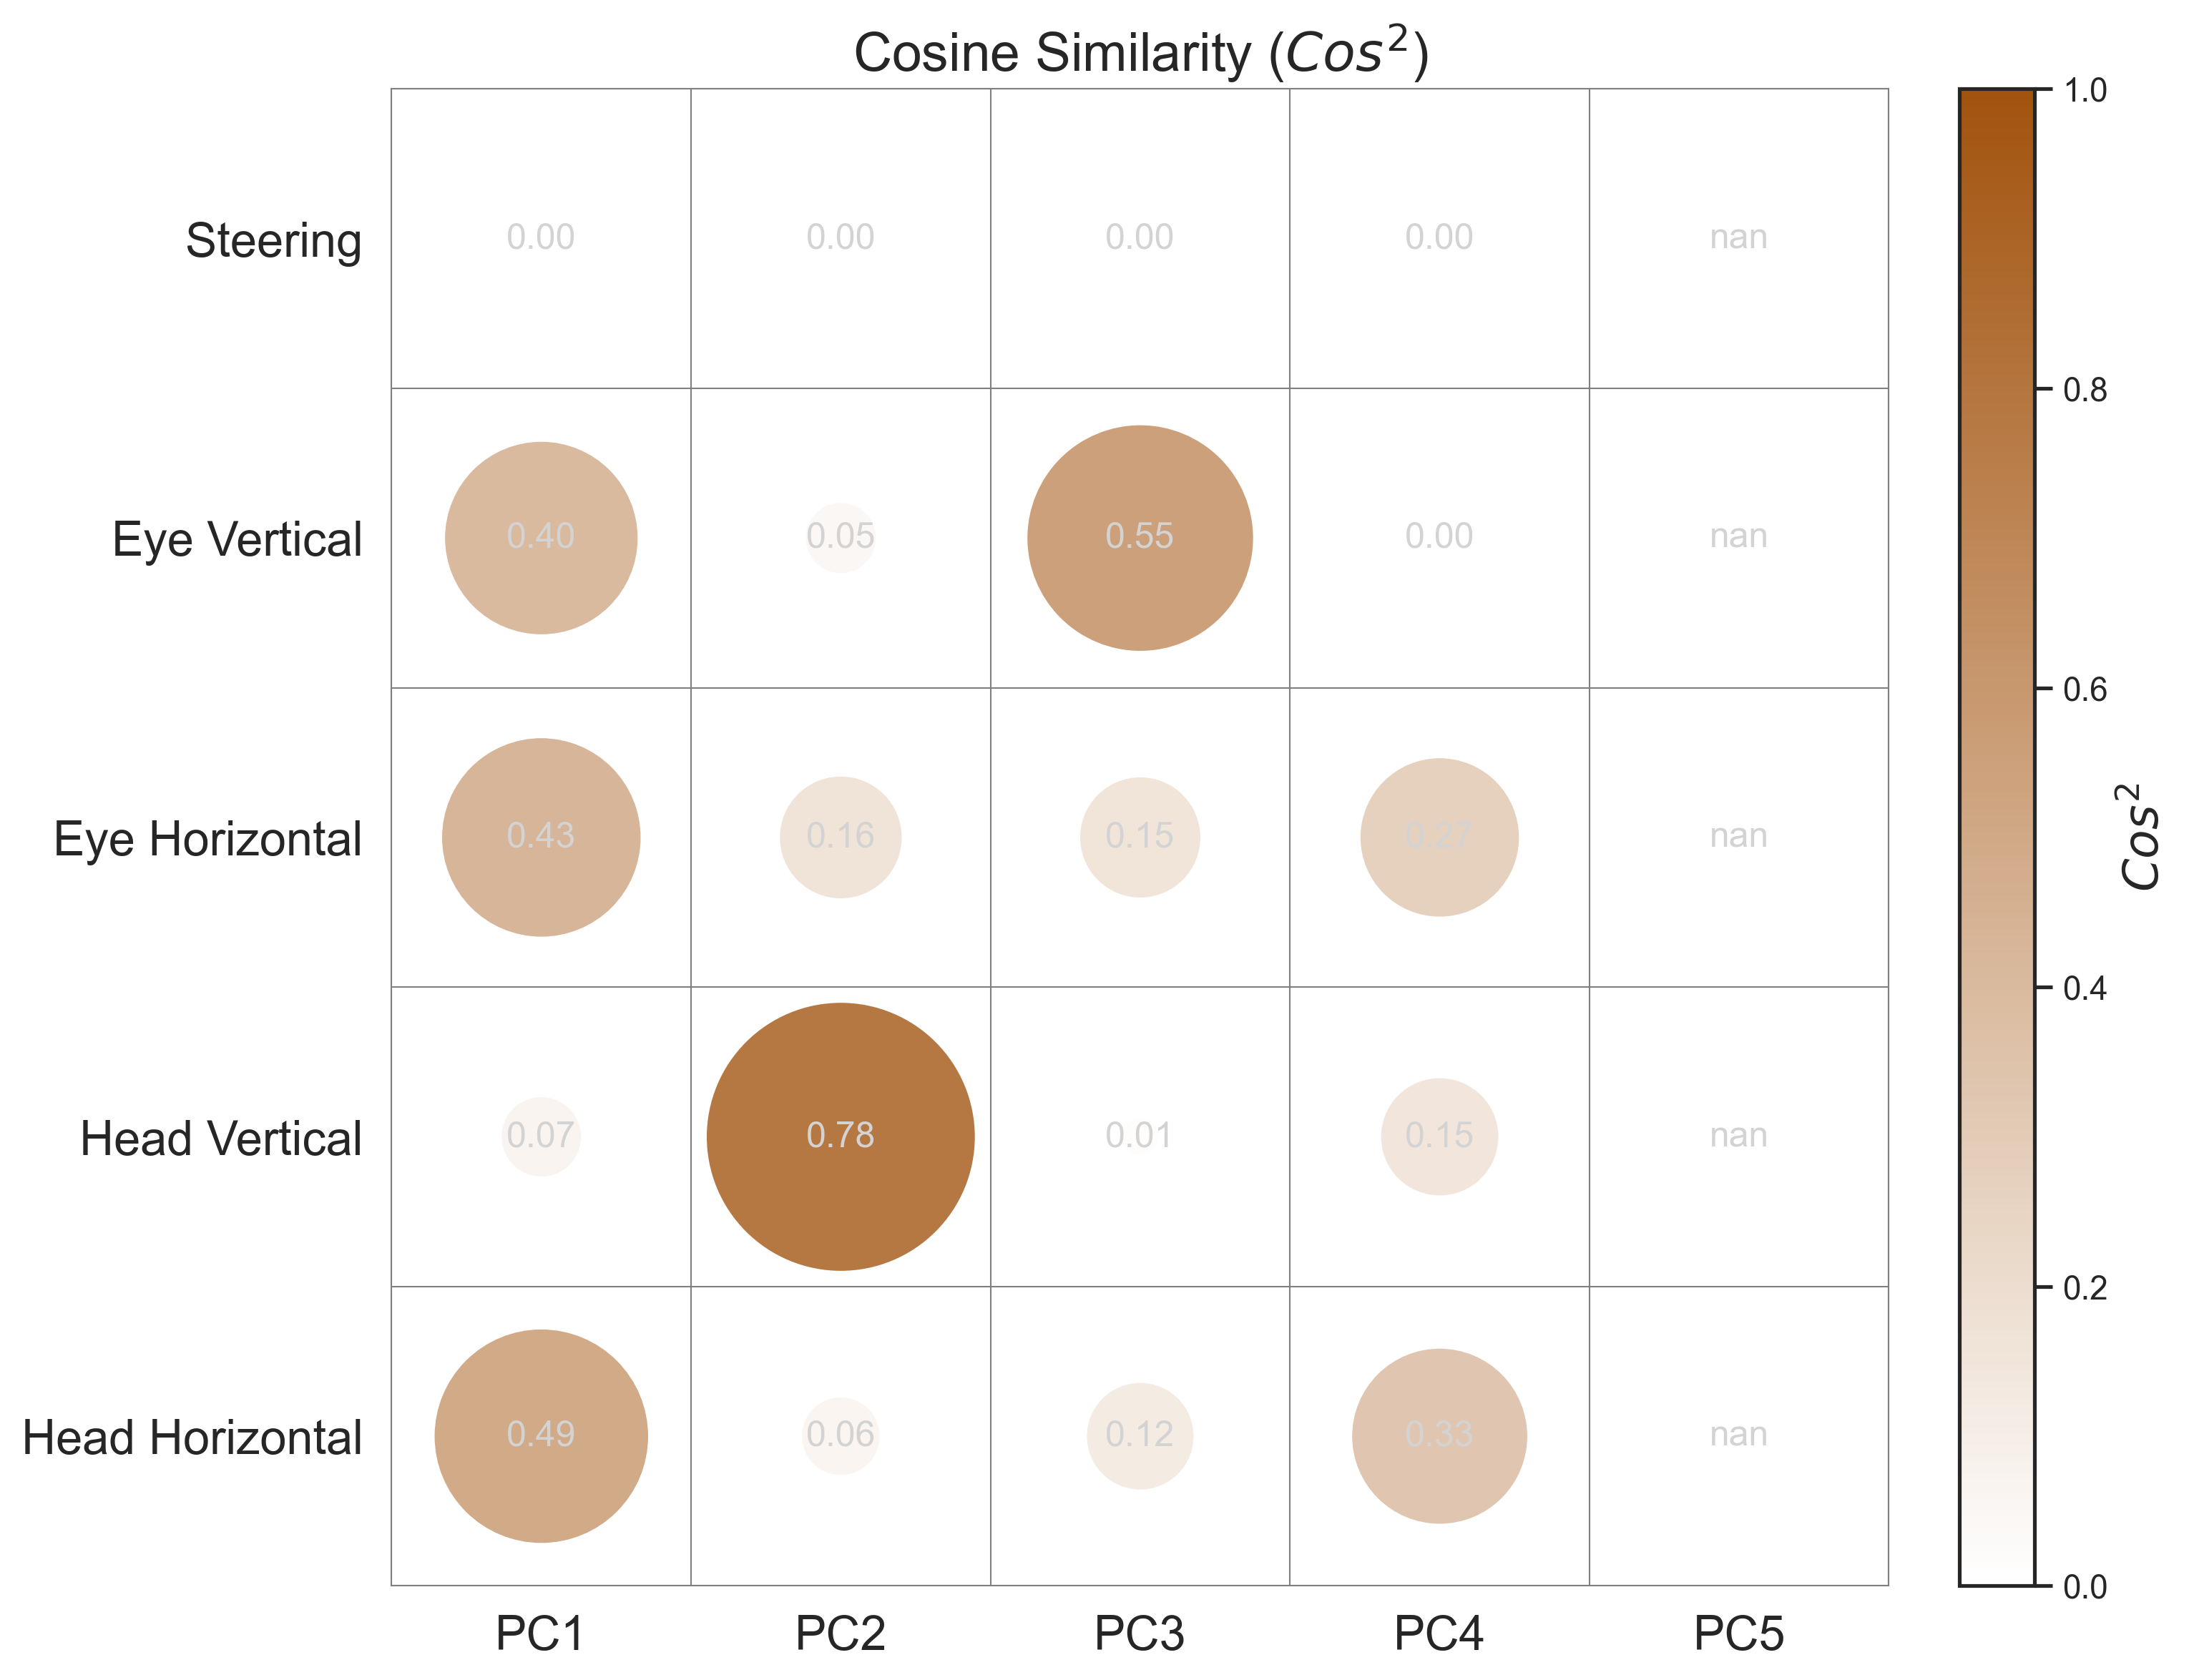 Cosine Similarity (Cos²)
1.0
Steering 0.00 0.00 0.00 0.00 nan
0.8
Eye Vertical 0.40 0.05 0.55 0.00 nan
0.6
Eye Horizontal 0.43 0.16 0.15 0.27 nan
Cos²
0.4
Head Vertical 0.07 0.78 0.01 0.15 nan
0.2
Head Horizontal 0.49 0.06 0.12 0.33 nan
0.0
PC1 PC2 PC3 PC4 PC5